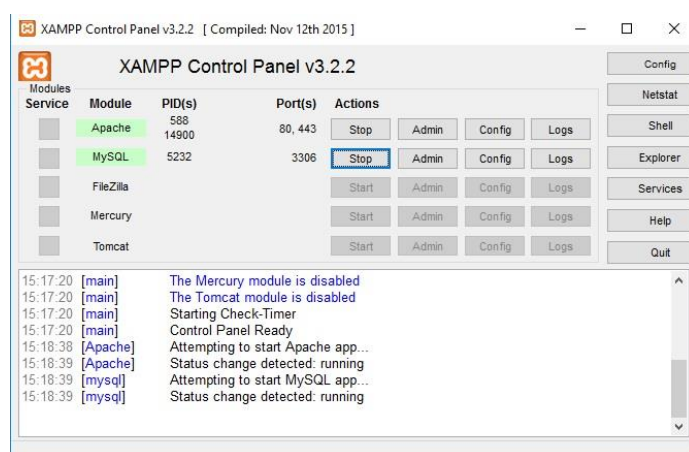 XAMPP Control Panel v3.2.2 [ Compiled: Nov 12th 2015 ]
XAMPP Control Panel v3.2.2
Config
Modules
Service Module PID(s) Port(s) Actions
Netstat
Apache 588 14900 80, 443 Stop Admin Config Logs
Shell
MySQL 5232 3306 Stop Admin Config Logs
Explorer
FileZilla Start Admin Config Logs
Services
Mercury Start Admin Config Logs
Help
Tomcat Start Admin Config Logs
Quit
15:17:20 [main] The Mercury module is disabled
15:17:20 [main] The Tomcat module is disabled
15:17:20 [main] Starting Check-Timer
15:17:20 [main] Control Panel Ready
15:18:38 [Apache] Attempting to start Apache app...
15:18:39 [Apache] Status change detected: running
15:18:39 [mysql] Attempting to start MySQL app...
15:18:39 [mysql] Status change detected: running